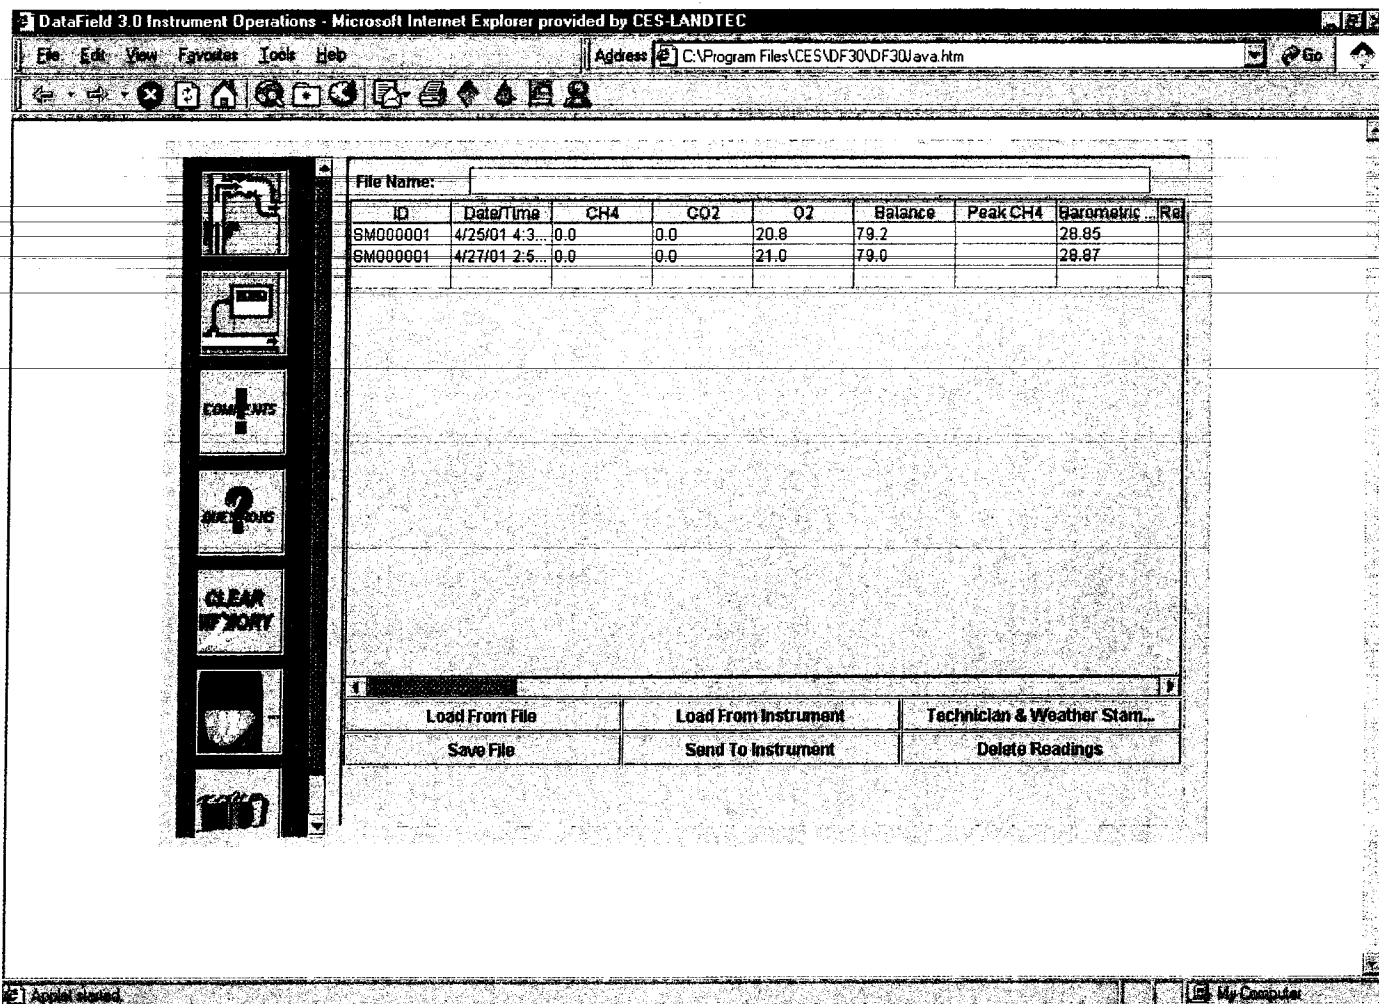 DataField 3.0 Instrument Operations - Microsoft Internet Explorer provided by CES-LANDTEC
File Edit View Favorites Tools Help Address C:\Program Files\CES\DF30\DF30Java.htm Go
File Name:
ID Date/Time CH4 CO2 O2 Balance Peak CH4 Barometric ... Rel
SM000001 4/25/01 4:3... 0.0 0.0 20.8 79.2 28.85
SM000001 4/27/01 2:5... 0.0 0.0 21.0 79.0 28.87
COMMENTS
!
?
QUESTIONS
CLEAR
MEMORY
Load From File Load From Instrument Technician & Weather Stam...
Save File Send To Instrument Delete Readings
Applet started. My Computer